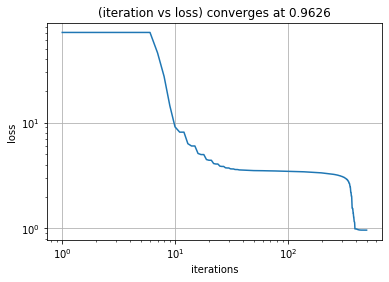 (iteration vs loss) converges at 0.9626
loss
10¹
10⁰
10⁰
10¹
10²
iterations